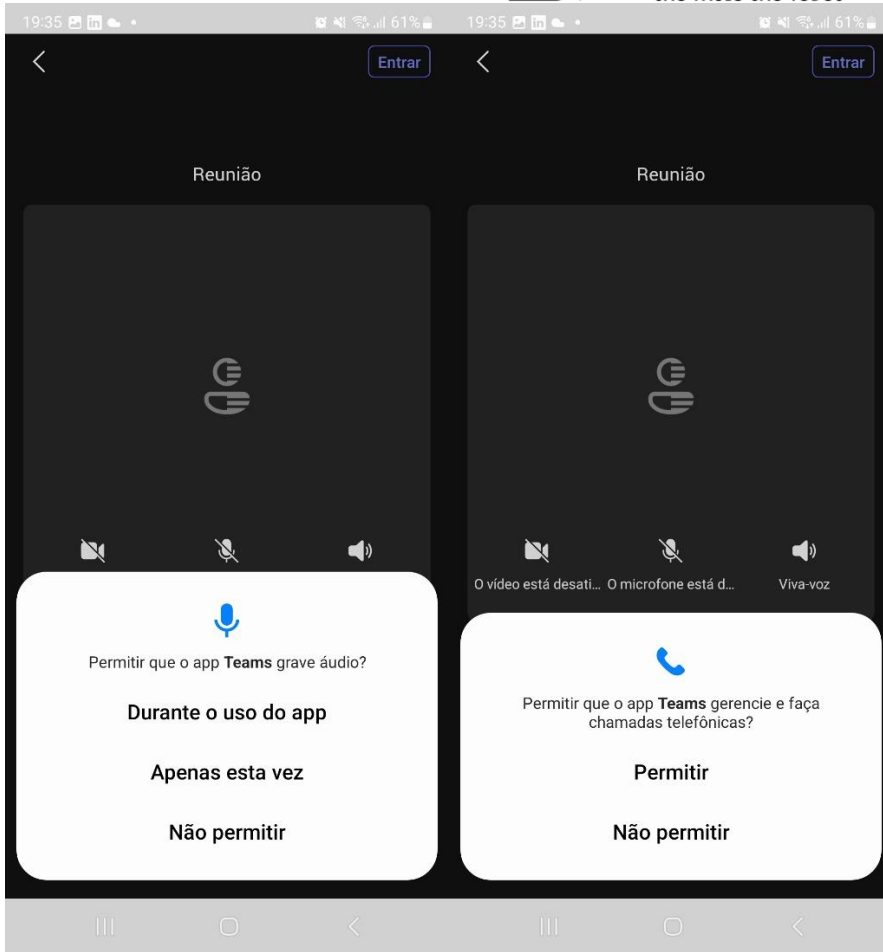 19:35 in 61%
Entrar
Reunião
Permitir que o app Teams grave áudio?
Durante o uso do app
Apenas esta vez
Não permitir
19:35 in 61%
Entrar
Reunião
O vídeo está desati... O microfone está d... Viva-voz
Permitir que o app Teams gerencie e faça
chamadas telefônicas?
Permitir
Não permitir